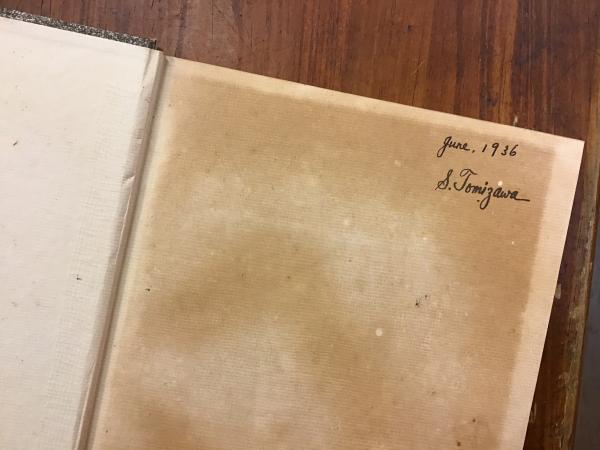 June, 1936
S. Tomizawa